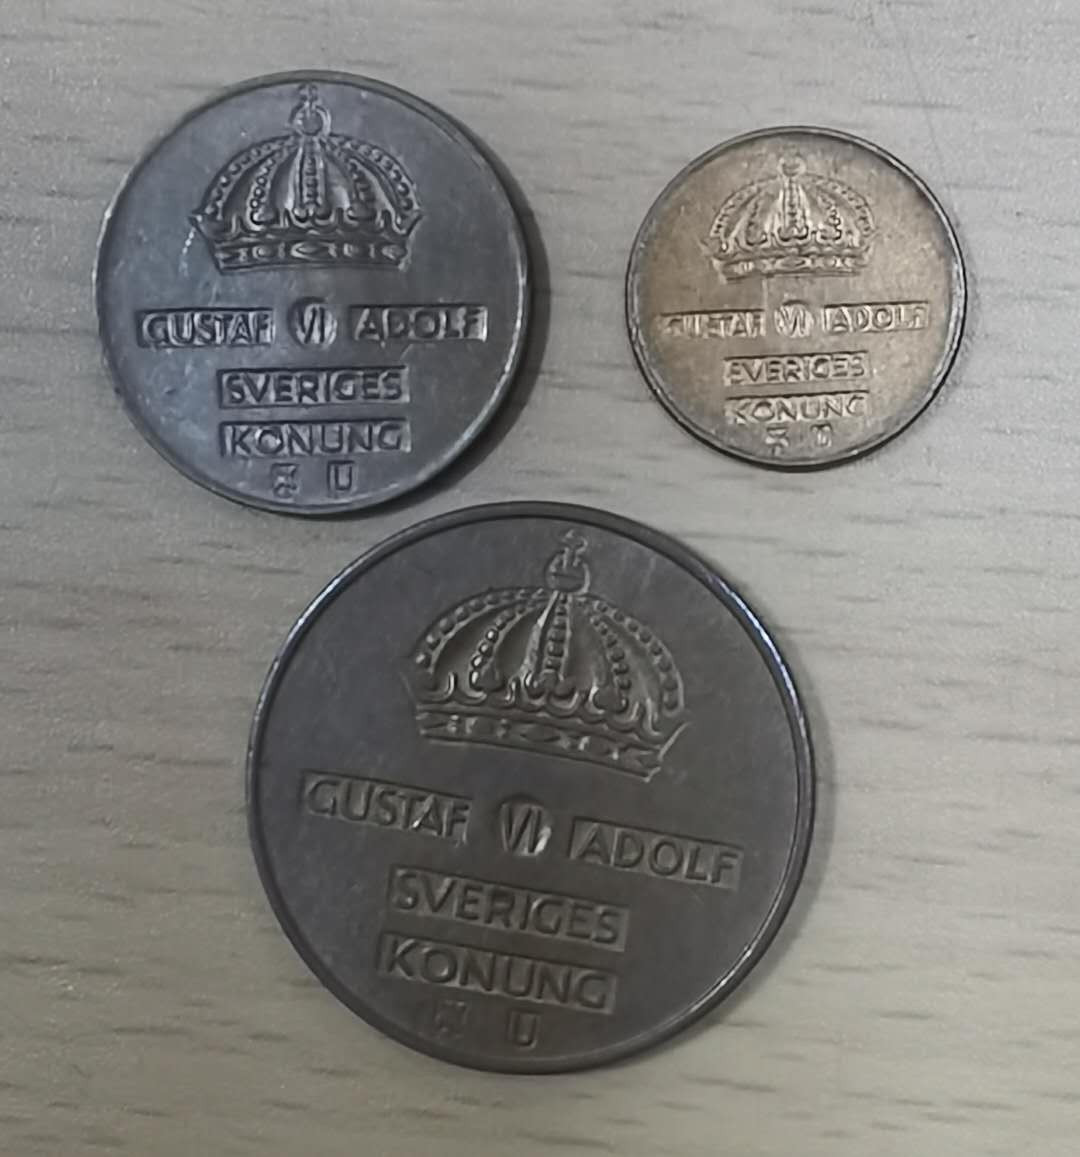 GUSTAF VI ADOLF
SVERIGES
KONUNG
U
GUSTAF VI ADOLF
SVERIGES
KONUNG
U
GUSTAF VI ADOLF
SVERIGES
KONUNG
U